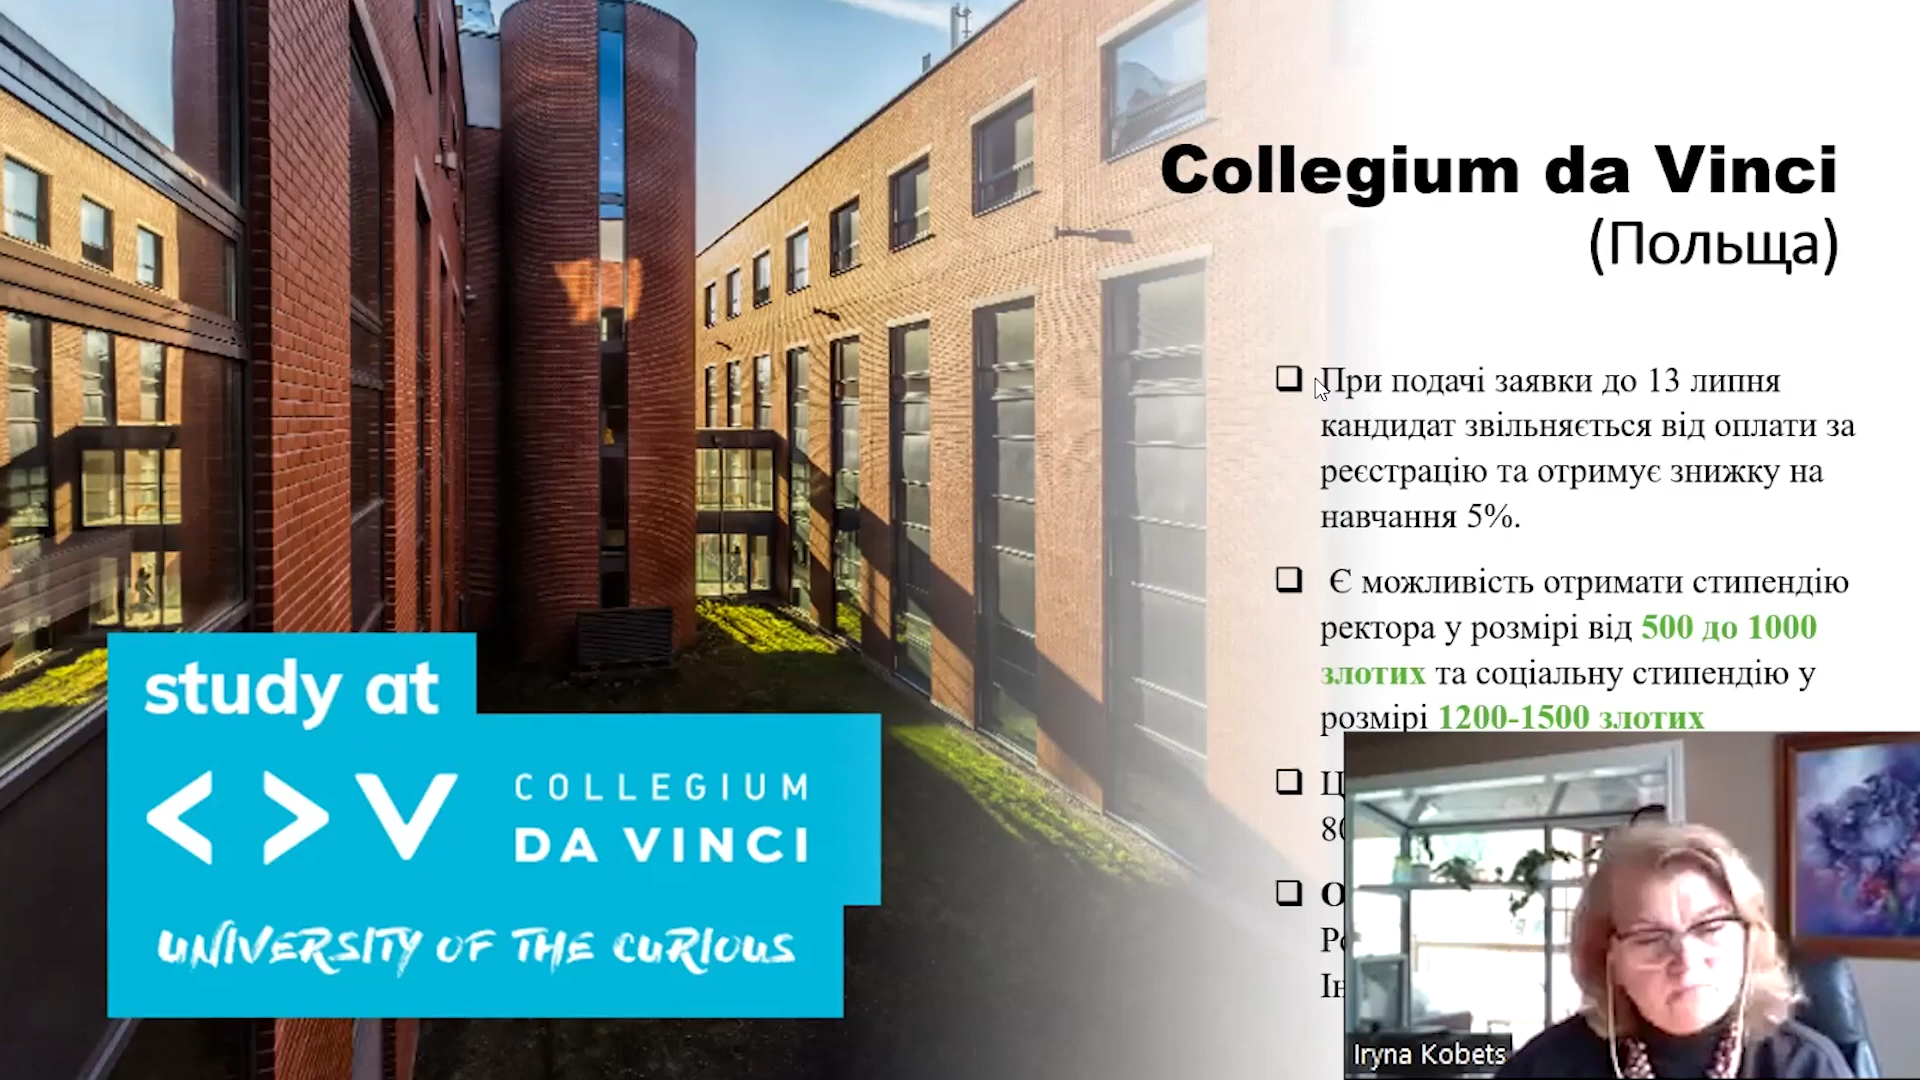 Collegium da Vinci
(Польща)
При подачі заявки до 13 липня
кандидат звільняється від оплати за
реєстрацію та отримує знижку на
навчання 5%.
Є можливість отримати стипендію
ректора у розмірі від 500 до 1000
злотих та соціальну стипендію у
розмірі 1200-1500 злотих
study at
COLLEGIUM
DA VINCI
UNIVERSITY OF THE CURIOUS
Iryna Kobets